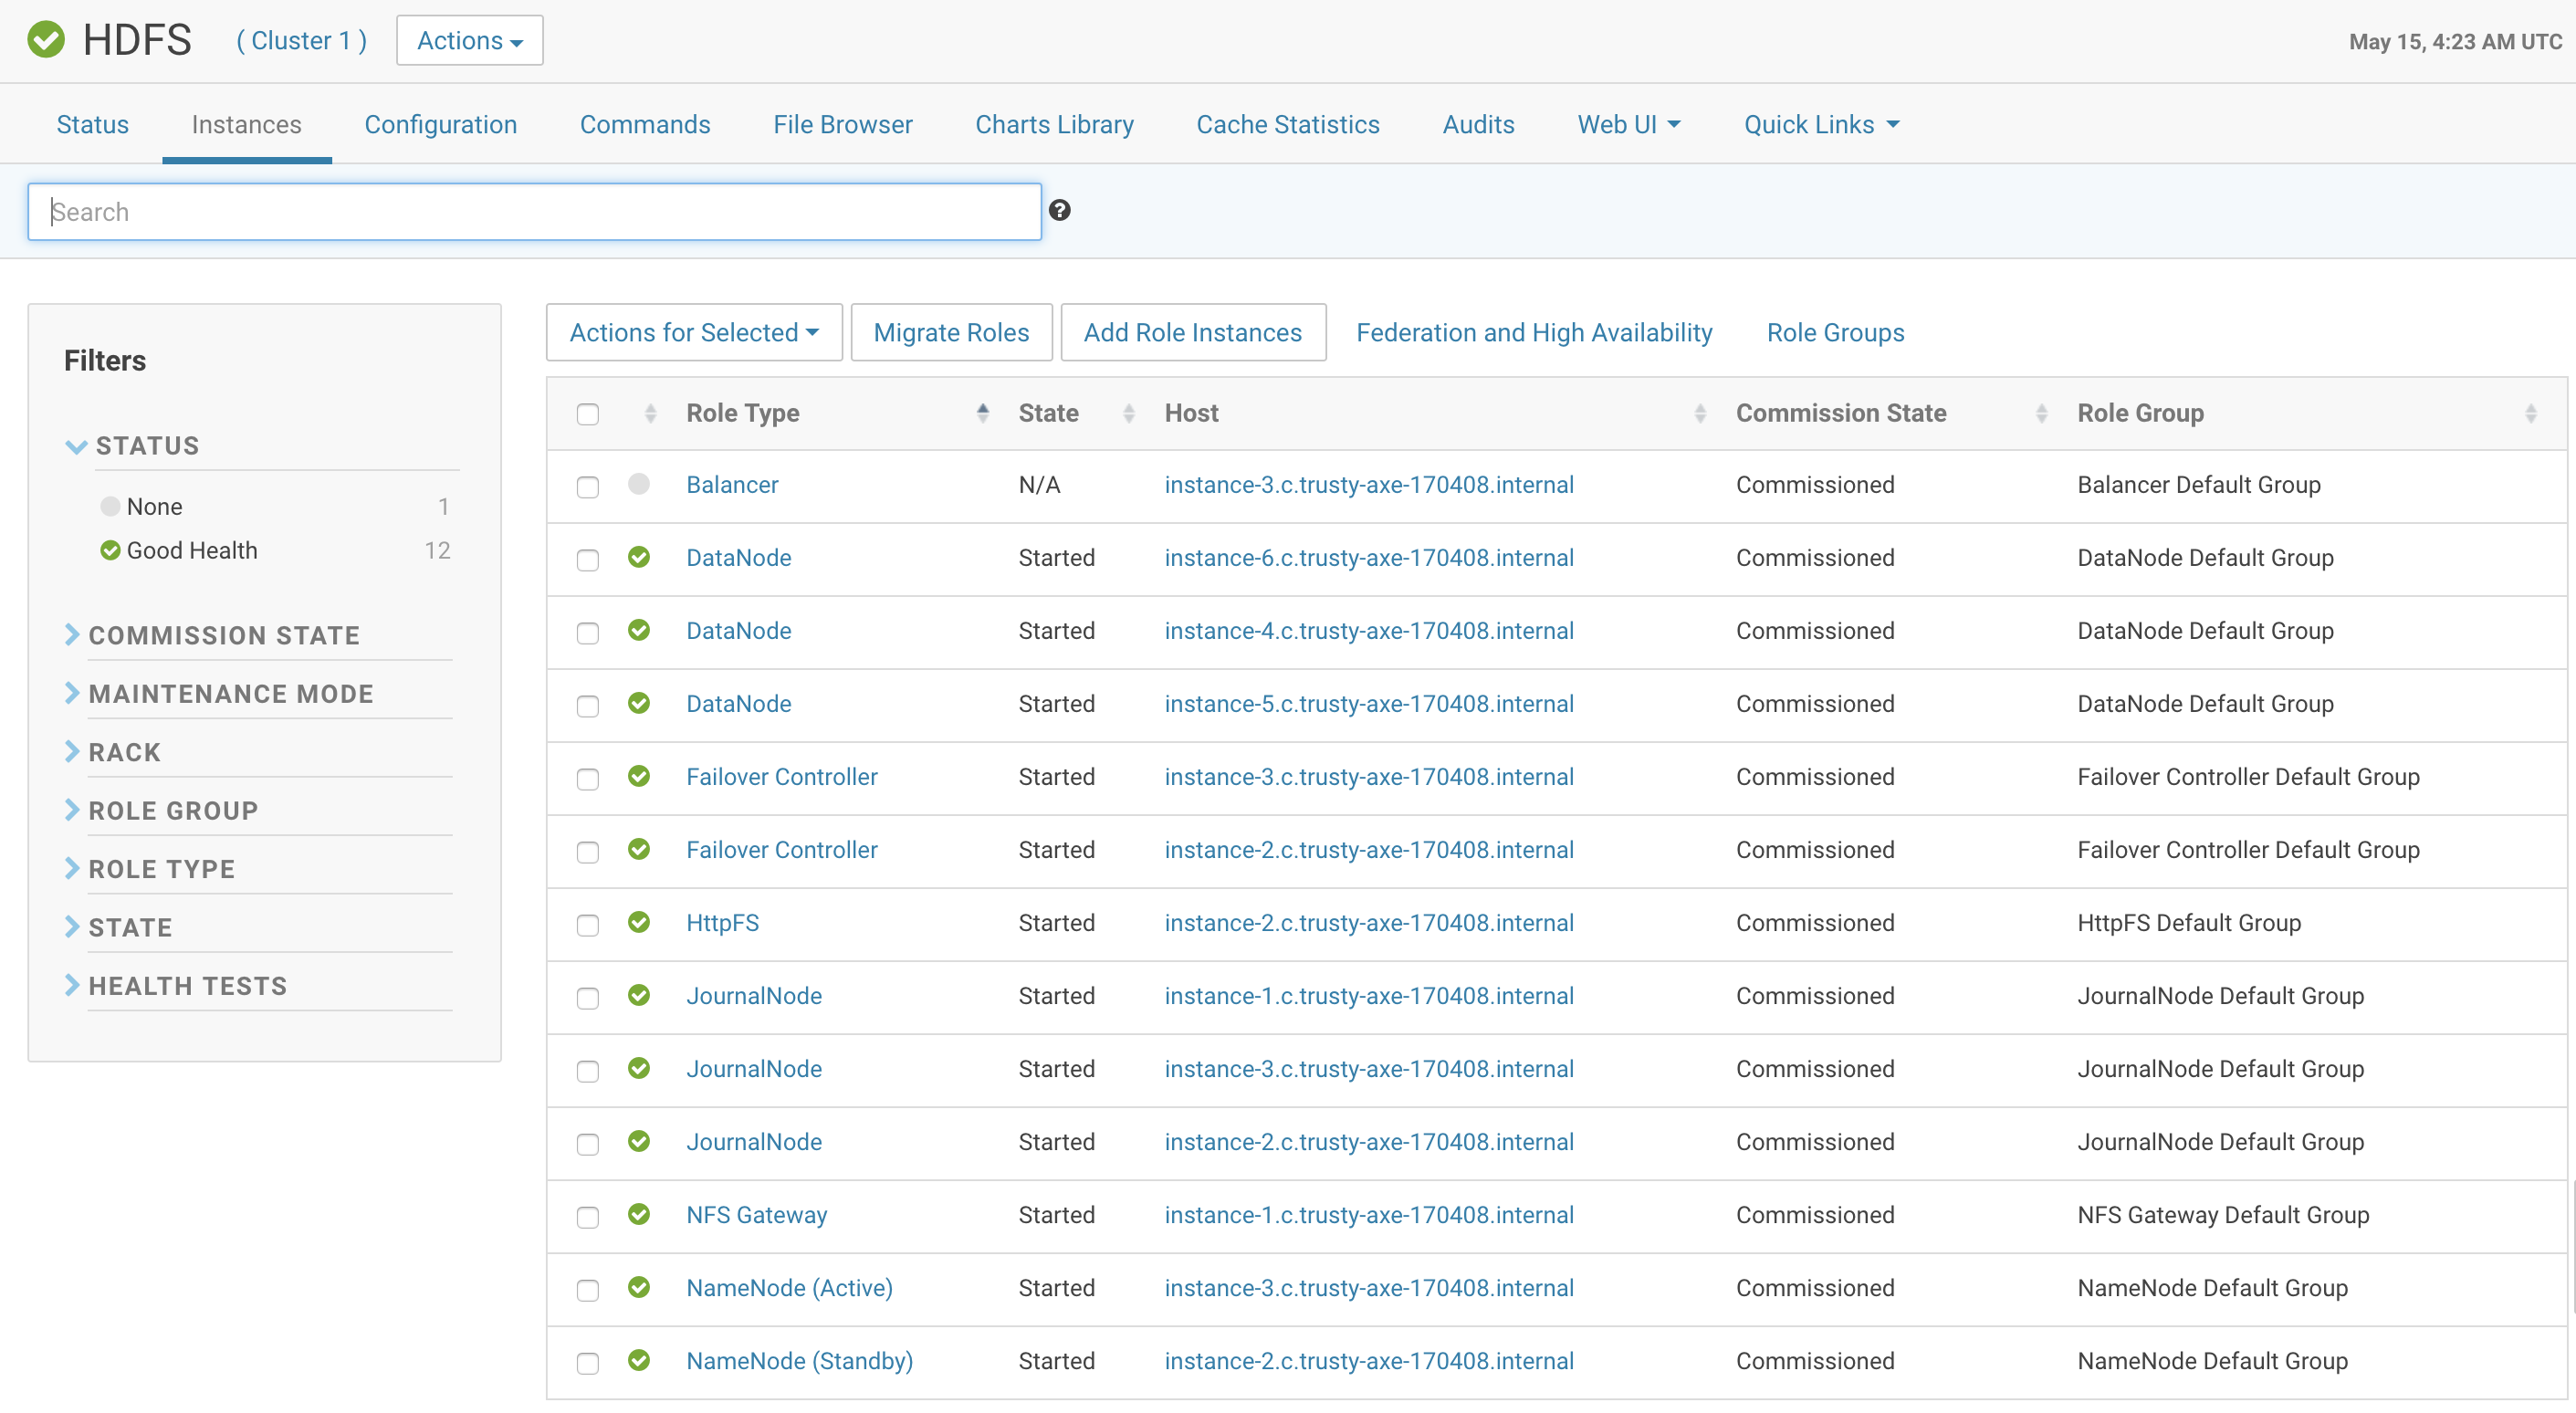 HDFS ( Cluster 1 ) Actions May 15, 4:23 AM UTC
Status Instances Configuration Commands File Browser Charts Library Cache Statistics Audits Web UI Quick Links
Search
Filters
STATUS
None 1
Good Health 12
COMMISSION STATE
MAINTENANCE MODE
RACK
ROLE GROUP
ROLE TYPE
STATE
HEALTH TESTS
Actions for Selected Migrate Roles Add Role Instances Federation and High Availability Role Groups
Role Type State Host Commission State Role Group
Balancer N/A instance-3.c.trusty-axe-170408.internal Commissioned Balancer Default Group
DataNode Started instance-6.c.trusty-axe-170408.internal Commissioned DataNode Default Group
DataNode Started instance-4.c.trusty-axe-170408.internal Commissioned DataNode Default Group
DataNode Started instance-5.c.trusty-axe-170408.internal Commissioned DataNode Default Group
Failover Controller Started instance-3.c.trusty-axe-170408.internal Commissioned Failover Controller Default Group
Failover Controller Started instance-2.c.trusty-axe-170408.internal Commissioned Failover Controller Default Group
HttpFS Started instance-2.c.trusty-axe-170408.internal Commissioned HttpFS Default Group
JournalNode Started instance-1.c.trusty-axe-170408.internal Commissioned JournalNode Default Group
JournalNode Started instance-3.c.trusty-axe-170408.internal Commissioned JournalNode Default Group
JournalNode Started instance-2.c.trusty-axe-170408.internal Commissioned JournalNode Default Group
NFS Gateway Started instance-1.c.trusty-axe-170408.internal Commissioned NFS Gateway Default Group
NameNode (Active) Started instance-3.c.trusty-axe-170408.internal Commissioned NameNode Default Group
NameNode (Standby) Started instance-2.c.trusty-axe-170408.internal Commissioned NameNode Default Group